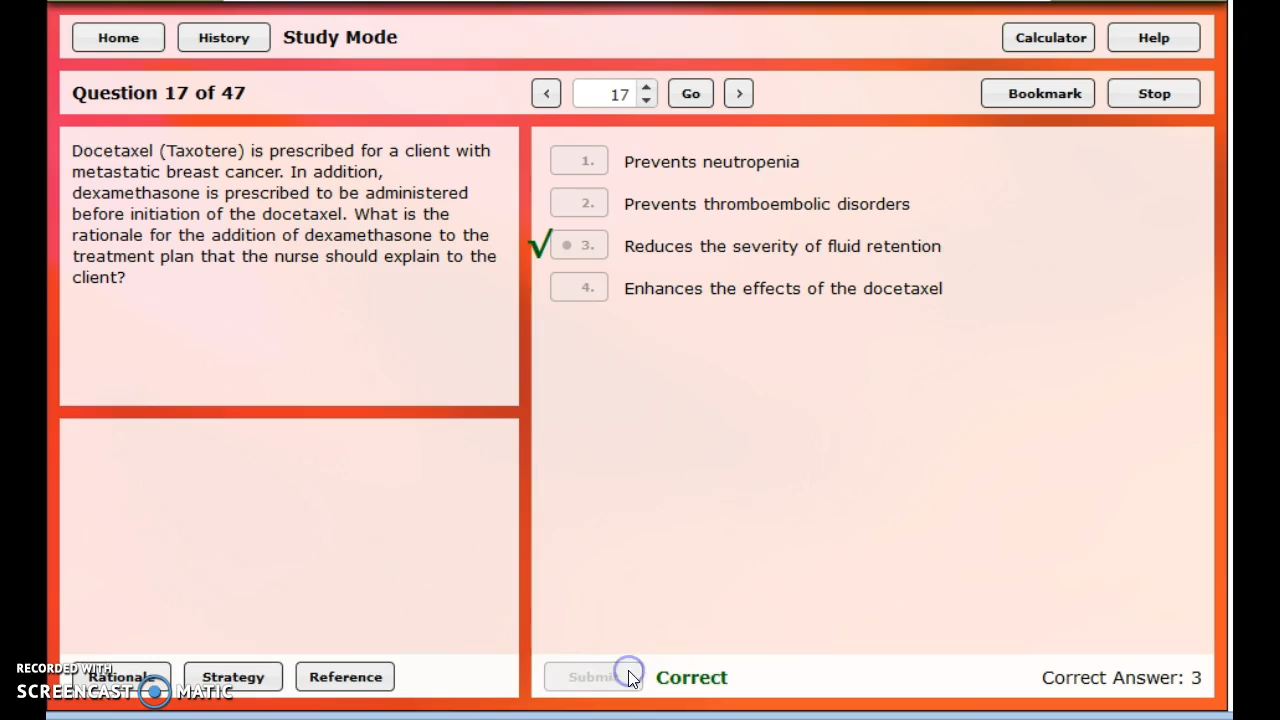 Home
History
Study Mode
Calculator
Help
Question 17 of 47
<
17
Go
>
Bookmark
Stop
Docetaxel (Taxotere) is prescribed for a client with
metastatic breast cancer. In addition,
dexamethasone is prescribed to be administered
before initiation of the docetaxel. What is the
rationale for the addition of dexamethasone to the
treatment plan that the nurse should explain to the
client?
1. Prevents neutropenia
2. Prevents thromboembolic disorders
√ 3. Reduces the severity of fluid retention
4. Enhances the effects of the docetaxel
Rationale
Strategy
Reference
Submit
Correct
Correct Answer: 3
RECORDED WITH
SCREENCAST MATIC